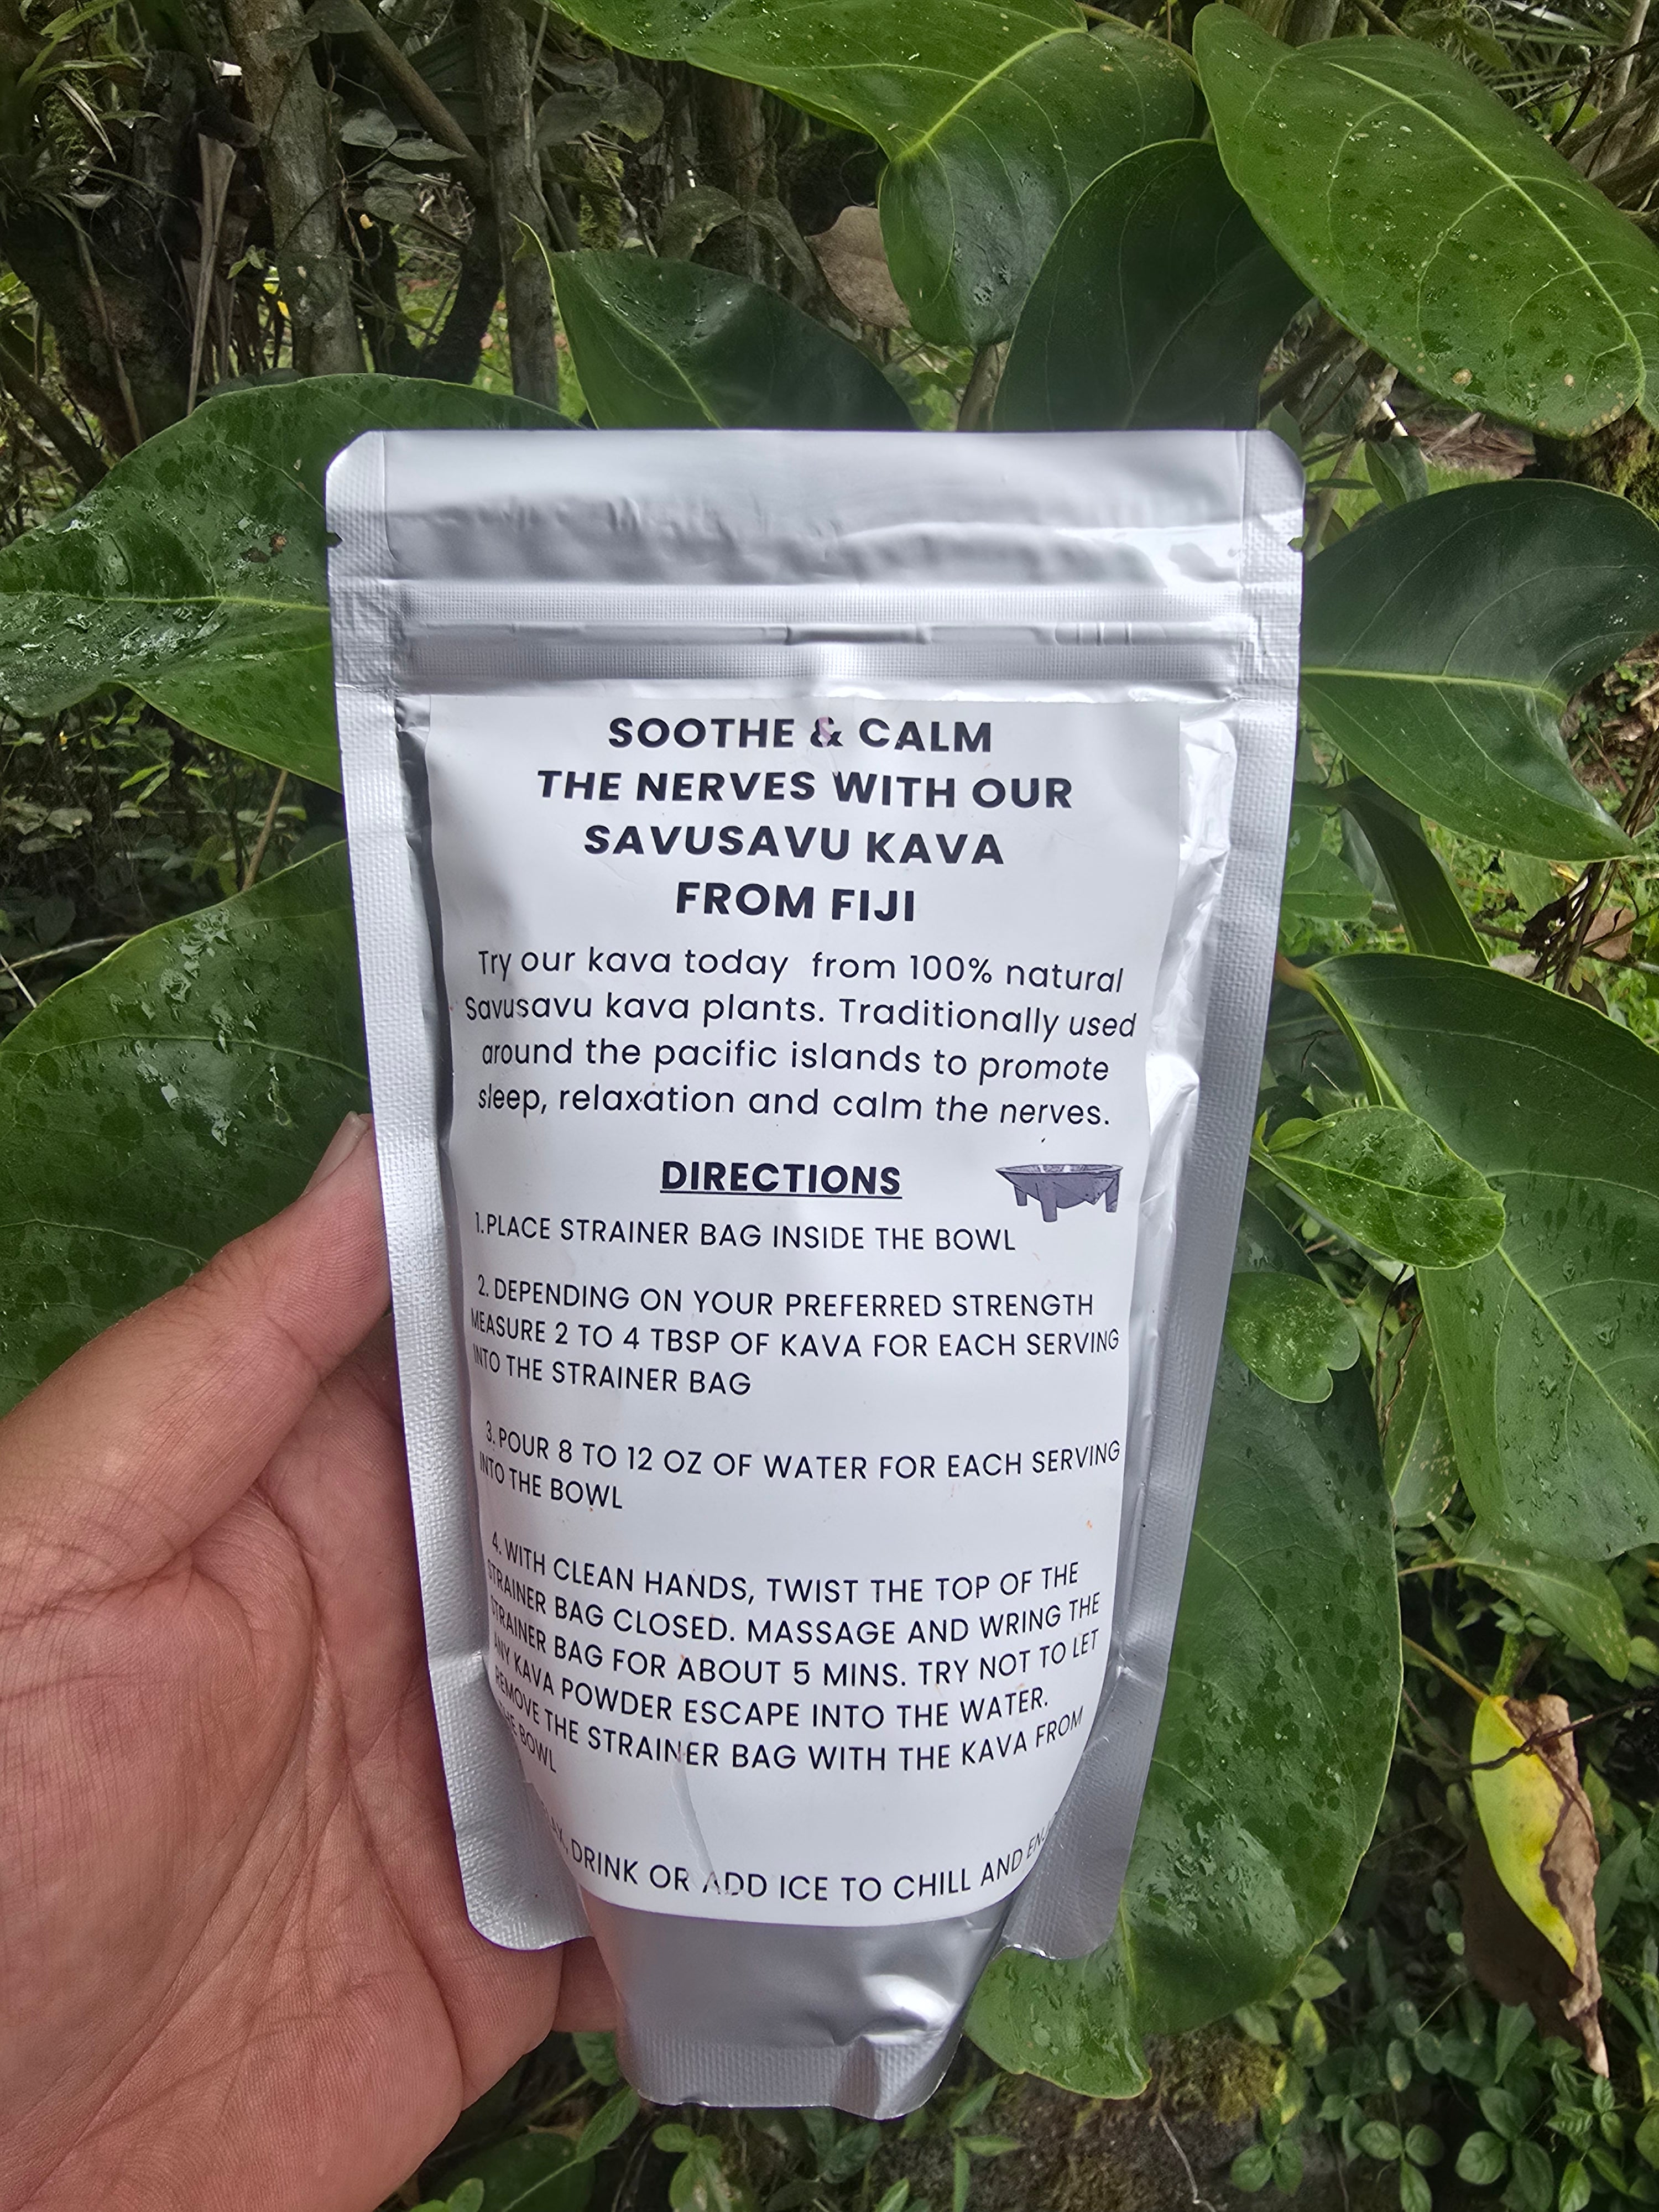 SOOTHE & CALM
THE NERVES WITH OUR
SAVUSAVU KAVA
FROM FIJI
Try our kava today from 100% natural
Savusavu kava plants. Traditionally used
around the pacific islands to promote
sleep, relaxation and calm the nerves.
DIRECTIONS
1. PLACE STRAINER BAG INSIDE THE BOWL
2. DEPENDING ON YOUR PREFERRED STRENGTH
MEASURE 2 TO 4 TBSP OF KAVA FOR EACH SERVING
INTO THE STRAINER BAG
3. POUR 8 TO 12 OZ OF WATER FOR EACH SERVING
INTO THE BOWL
4. WITH CLEAN HANDS, TWIST THE TOP OF THE
STRAINER BAG CLOSED. MASSAGE AND WRING THE
STRAINER BAG FOR ABOUT 5 MINS. TRY NOT TO LET
ANY KAVA POWDER ESCAPE INTO THE WATER.
REMOVE THE STRAINER BAG WITH THE KAVA FROM
THE BOWL
DRINK OR ADD ICE TO CHILL AND